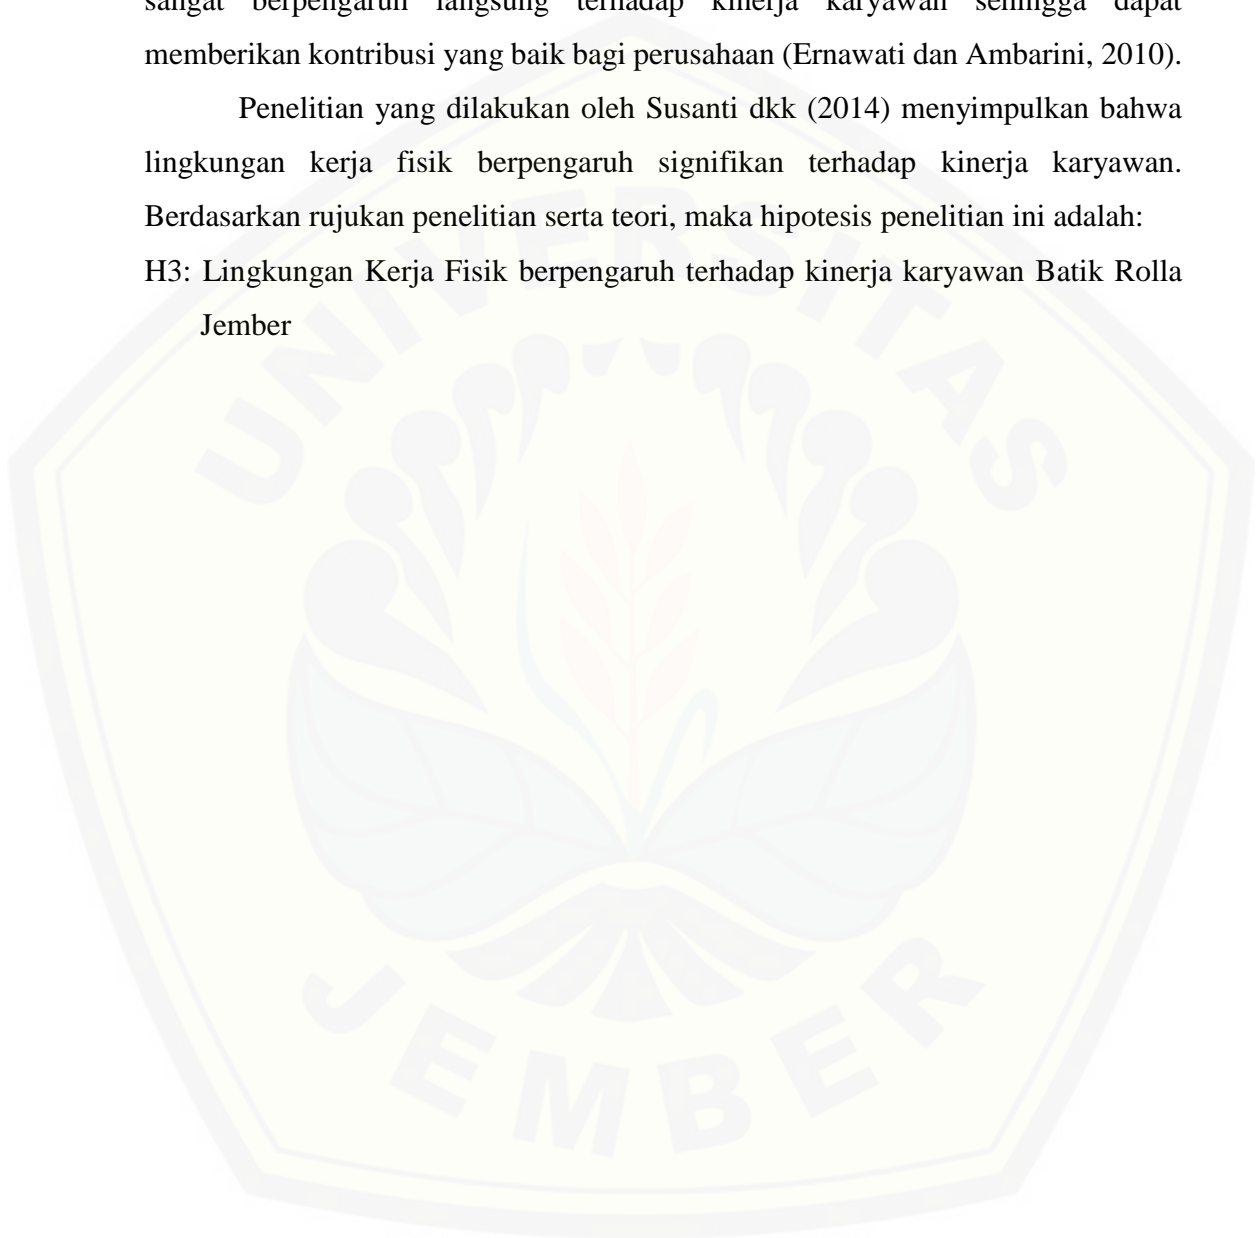 sangat berpengaruh langsung terhadap kinerja karyawan sehingga dapat
memberikan kontribusi yang baik bagi perusahaan (Ernawati dan Ambarini, 2010).
Penelitian yang dilakukan oleh Susanti dkk (2014) menyimpulkan bahwa
lingkungan kerja fisik berpengaruh signifikan terhadap kinerja karyawan.
Berdasarkan rujukan penelitian serta teori, maka hipotesis penelitian ini adalah:
H3: Lingkungan Kerja Fisik berpengaruh terhadap kinerja karyawan Batik Rolla
Jember
UNIVERSITAS
JEMBER